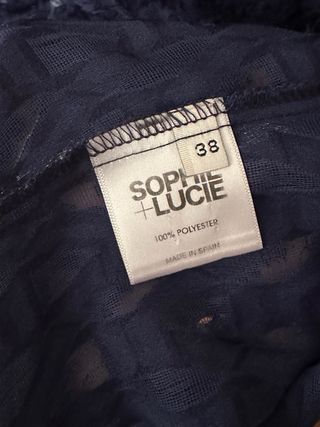 38
SOPHIE
+LUCIE
100% POLYESTER
MADE IN SPAIN